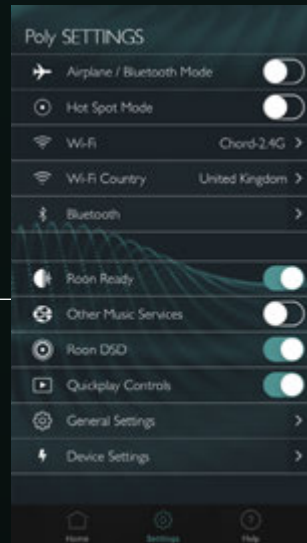 Poly SETTINGS
Airplane / Bluetooth Mode
Hot Spot Mode
Wi-Fi Chord-2.4G
Wi-Fi Country United Kingdom
Bluetooth
Roon Ready
Other Music Services
Roon DSD
Quickplay Controls
General Settings
Device Settings
Home Settings Help